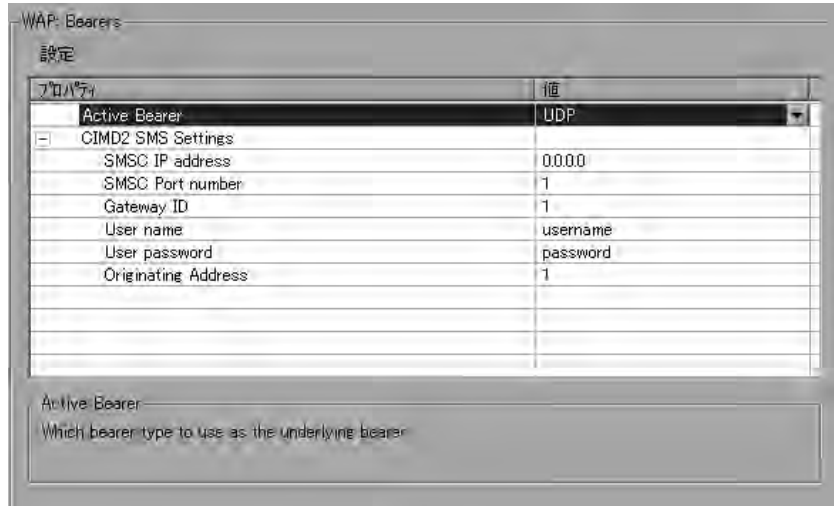 WAP: Bearers
設定
プロパティ 値
Active Bearer UDP
CIMD2 SMS Settings
SMSC IP address 0.0.0.0
SMSC Port number 1
Gateway ID 1
User name username
User password password
Originating Address 1
Active Bearer
Which bearer type to use as the underlying bearer